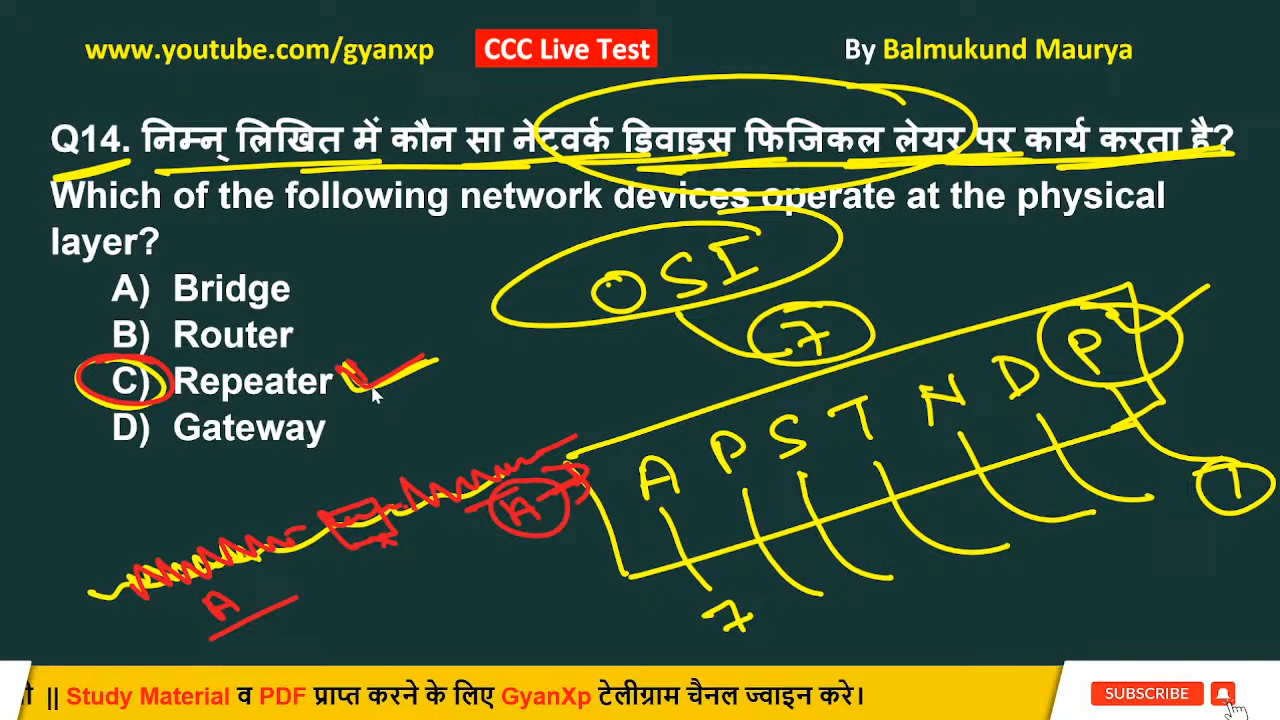 www.youtube.com/gyanxp CCC Live Test By Balmukund Maurya
Q14. निम्न् लिखित में कौन सा नेटवर्क डिवाइस फिजिकल लेयर पर कार्य करता है?
Which of the following network devices operate at the physical
layer?
OSI
A) Bridge
7
B) Router
C) Repeater
D) Gateway
A P S T N D P
A
1
A
7
|| Study Material व PDF प्राप्त करने के लिए GyanXp टेलीग्राम चैनल ज्वाइन करे।
SUBSCRIBE